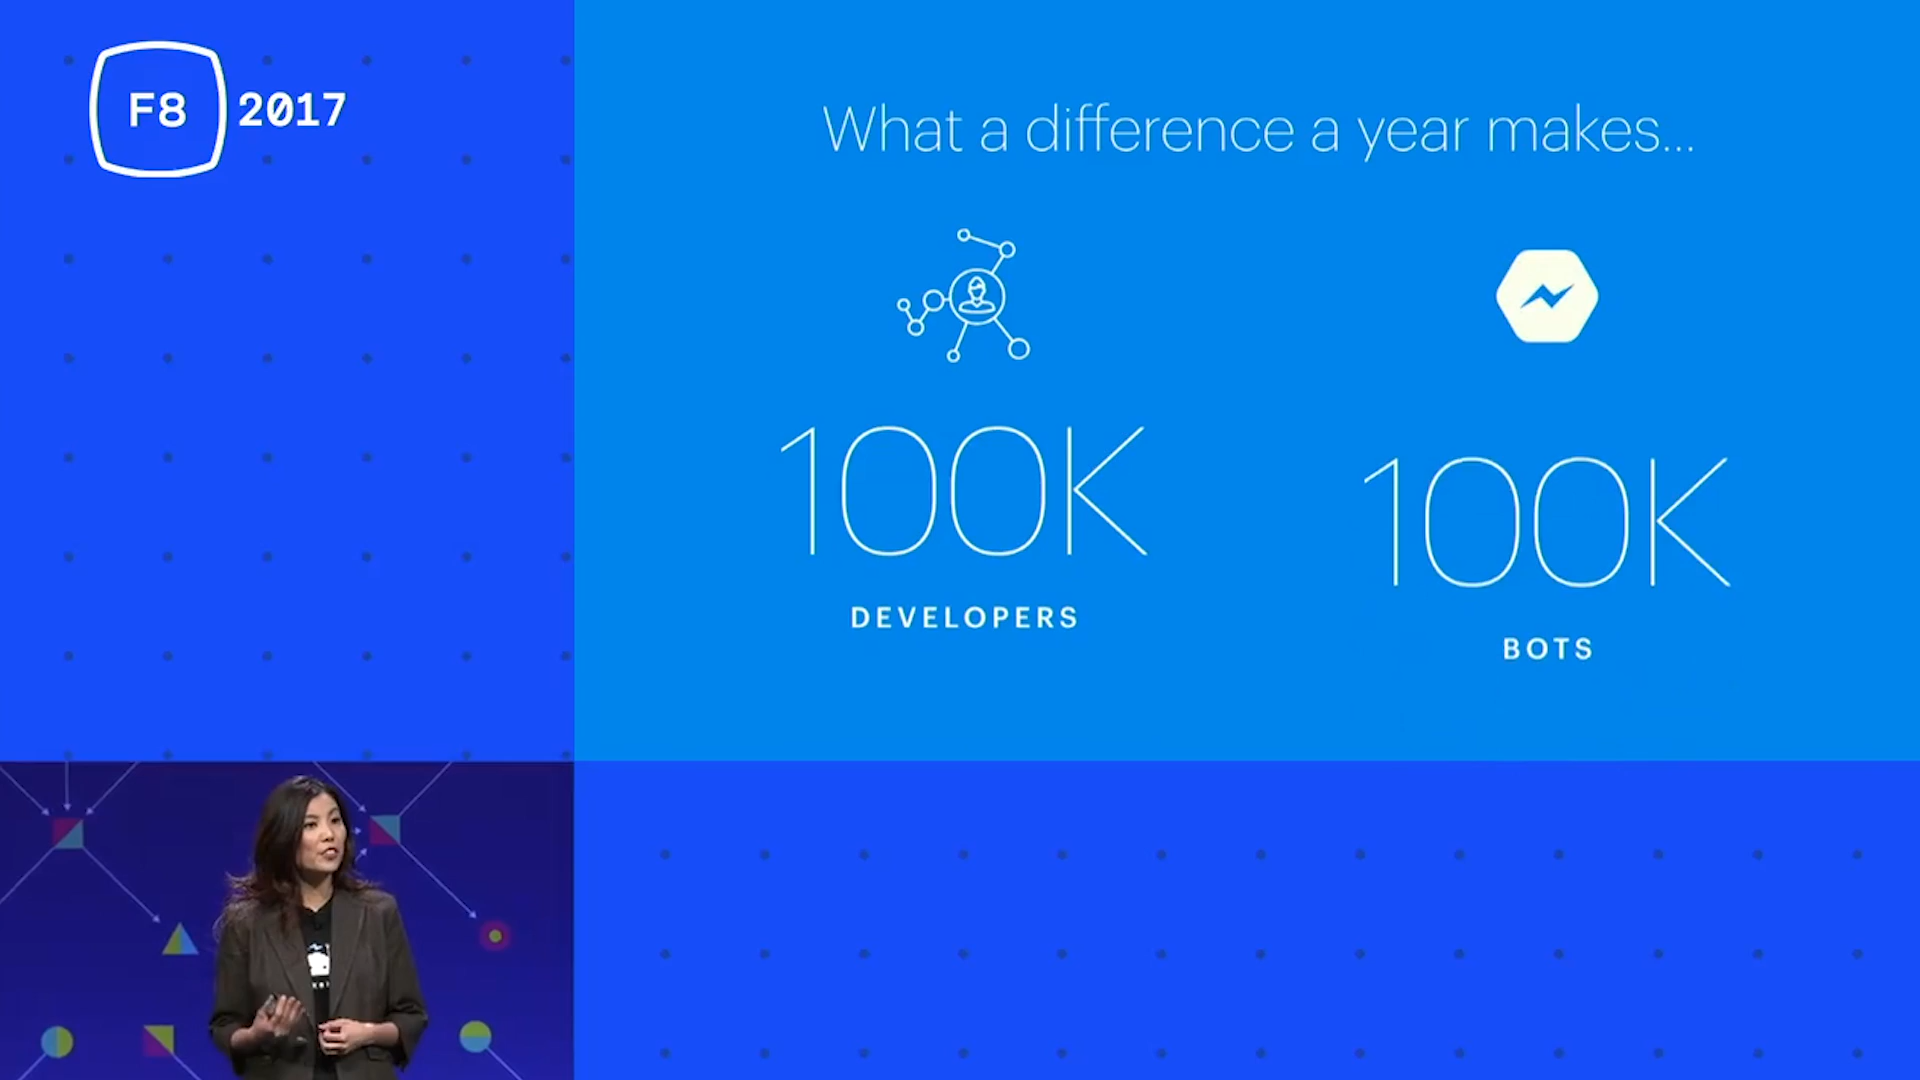 F8 2017
What a difference a year makes...
100K
DEVELOPERS
100K
BOTS